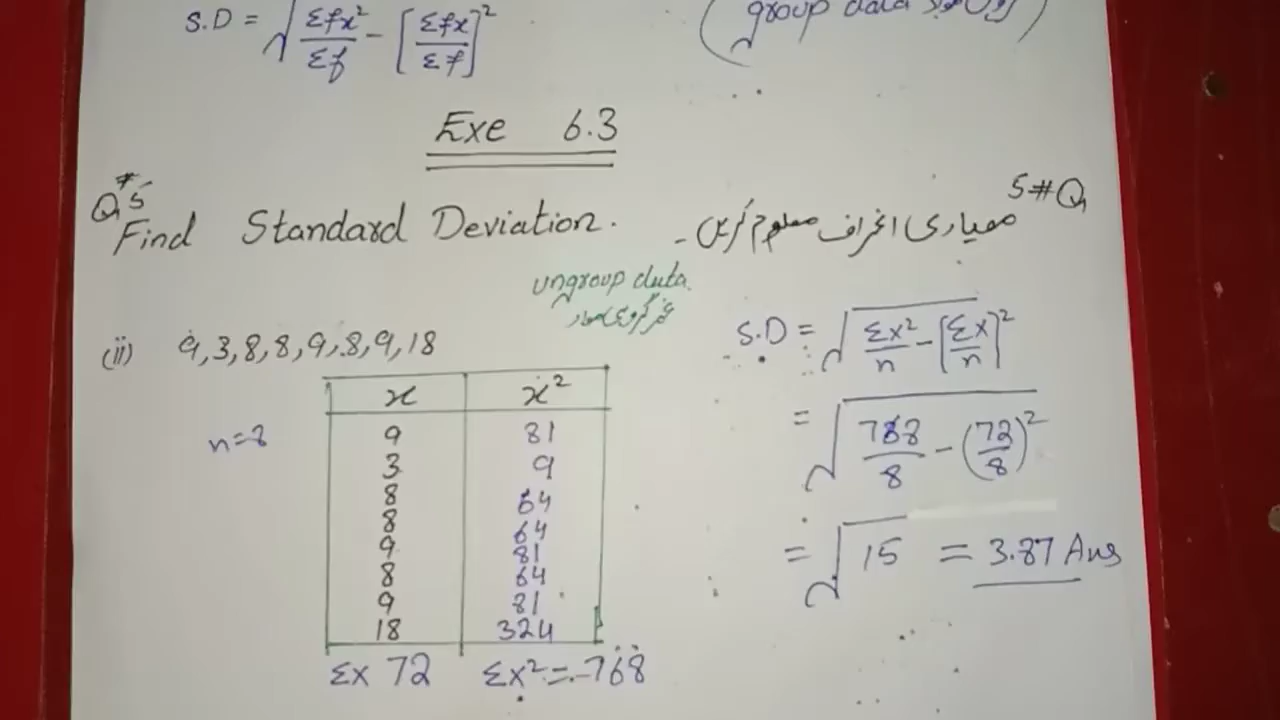 S.D = √Σfx²/Σf - [Σfx/Σf]²
(group data
Exe 6.3
Q#5
Find Standard Deviation.
5#Q
معیاری انحراف معلوم کریں -
ungroup data.
غیر گروہی مواد
(ii) 9,3,8,8,9,8,9,18
n=8
x x²
9 81
3 9
8 64
8 64
9 81
8 64
9 81
18 324
Σx 72 Σx²=768
S.D = √Σx²/n - [Σx/n]²
= √768/8 - (72/8)²
= √15 = 3.87 Ans